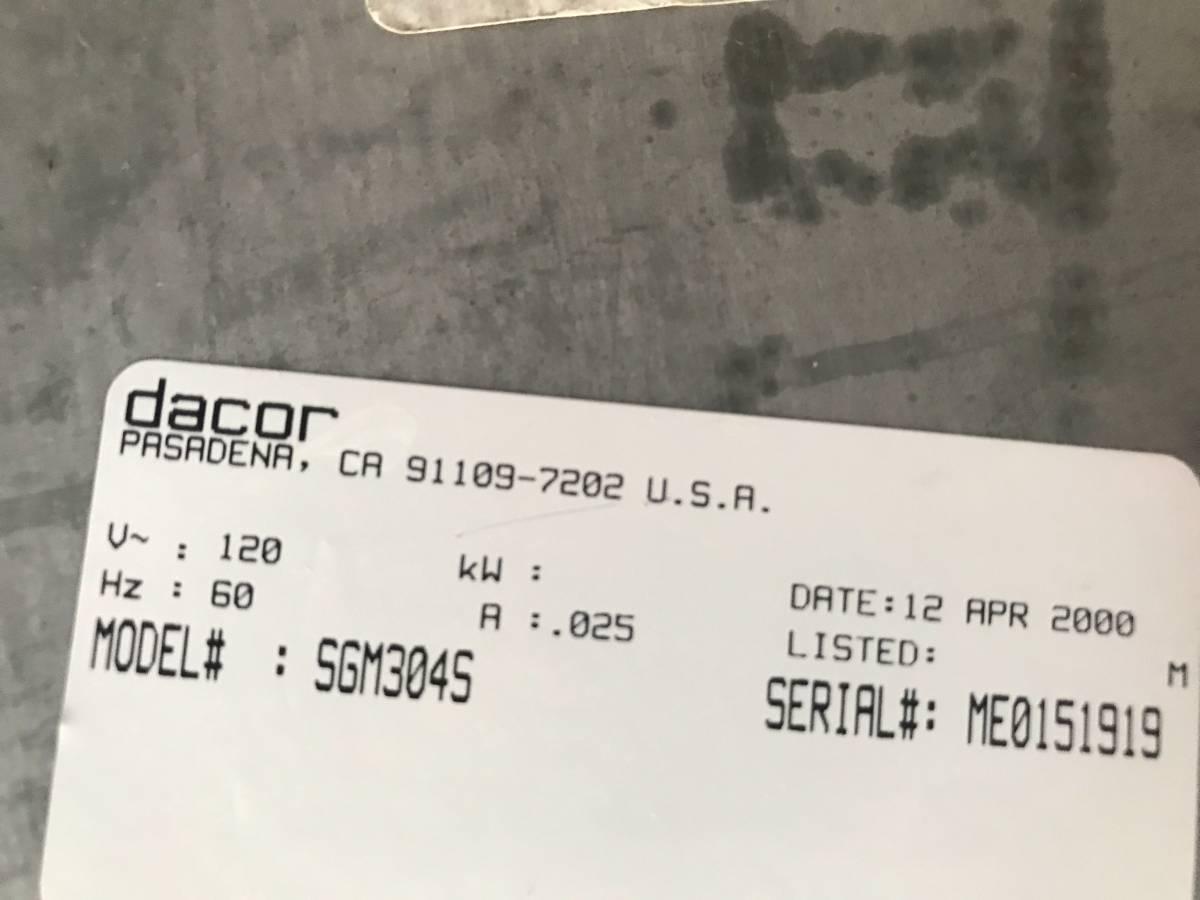 dacor
PASADENA, CA 91109-7202 U.S.A.
V~ : 120
kW :
Hz : 60
A :.025
DATE:12 APR 2000
LISTED:
M
MODEL# : SGM304S
SERIAL#: ME0151919